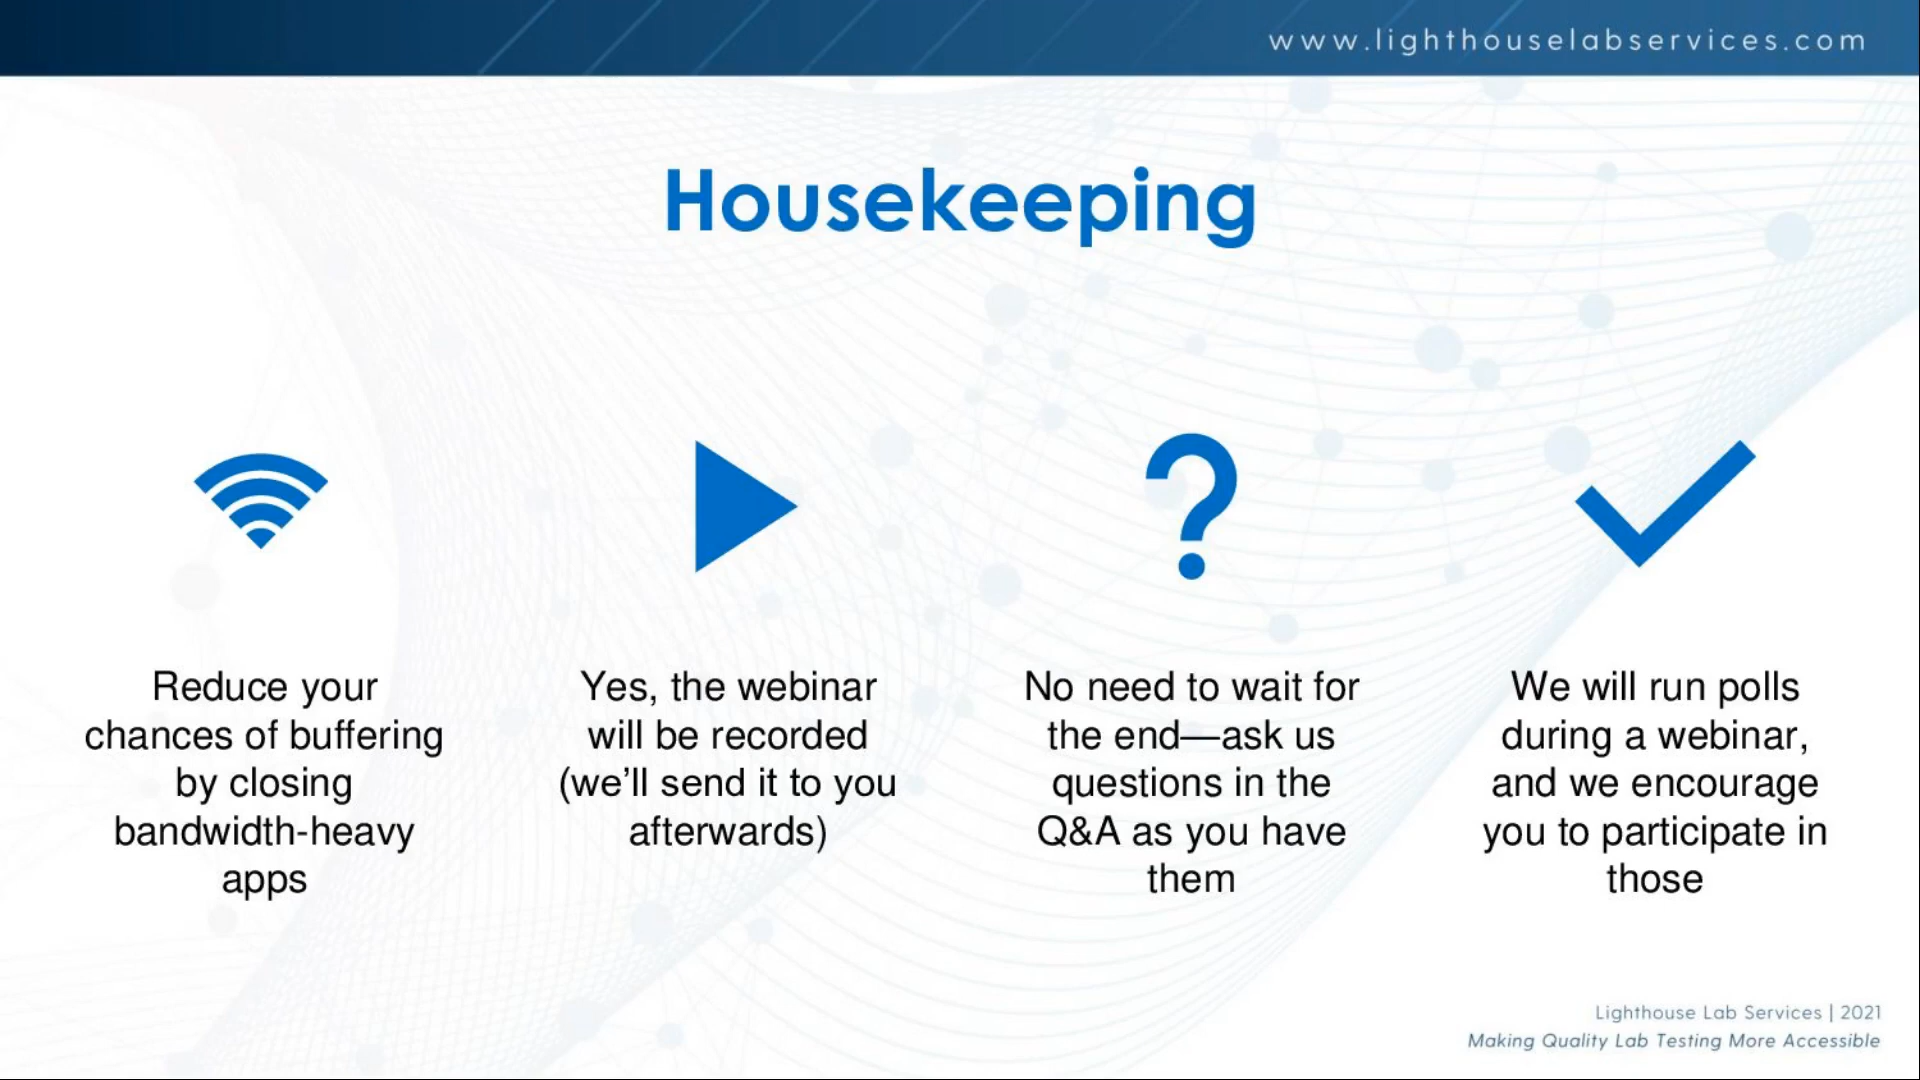 www.lighthouselabservices.com
Housekeeping
Reduce your
chances of buffering
by closing
bandwidth-heavy
apps
Yes, the webinar
will be recorded
(we’ll send it to you
afterwards)
No need to wait for
the end—ask us
questions in the
Q&A as you have
them
We will run polls
during a webinar,
and we encourage
you to participate in
those
Lighthouse Lab Services | 2021
Making Quality Lab Testing More Accessible